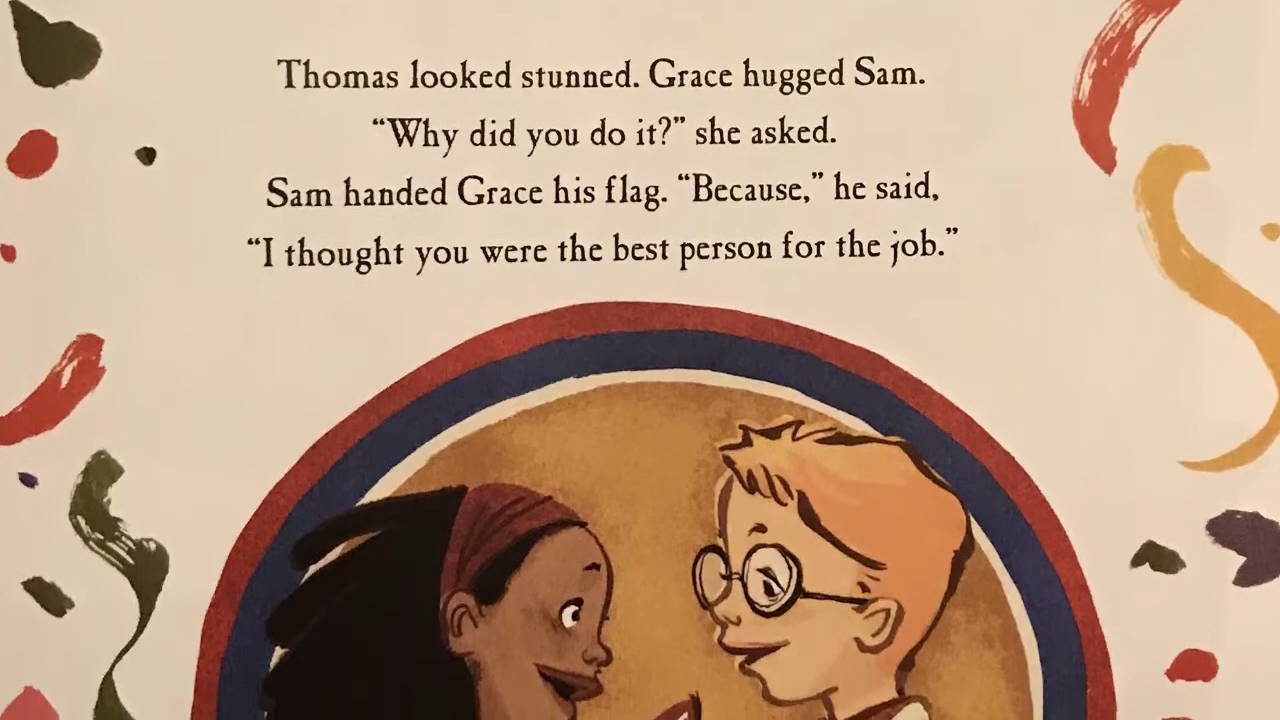 Thomas looked stunned. Grace hugged Sam.
“Why did you do it?” she asked.
Sam handed Grace his flag. “Because,” he said,
“I thought you were the best person for the job.”